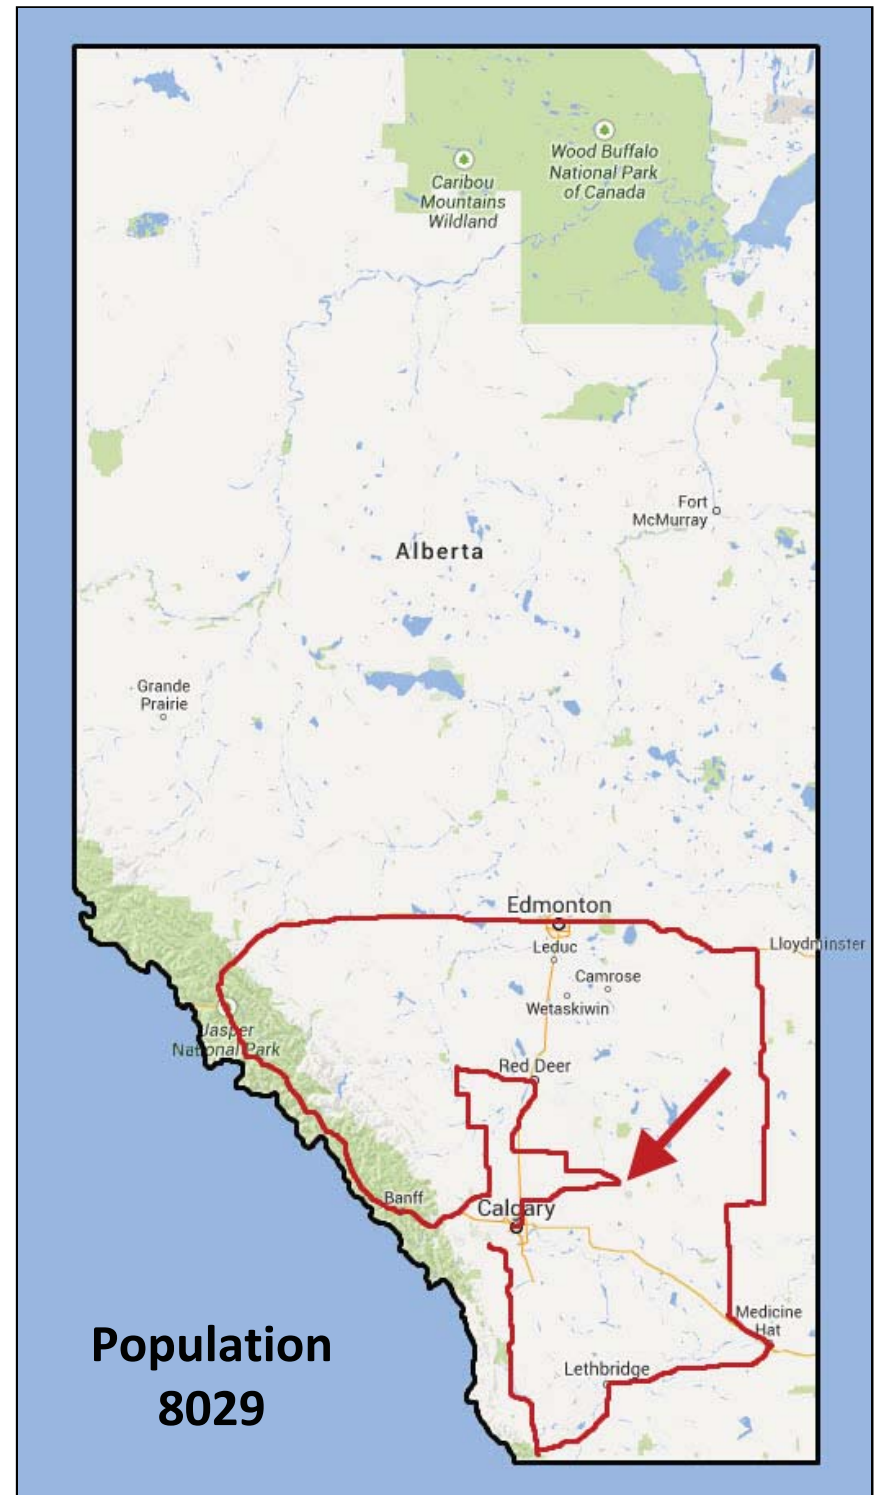 Caribou
Mountains
Wildland
Wood Buffalo
National Park
of Canada
Fort
McMurray
Alberta
Grande
Prairie
Edmonton
Leduc
Lloydminster
Camrose
Wetaskiwin
Jasper
National Park
Red Deer
Banff
Calgary
Medicine
Hat
Lethbridge
Population
8029